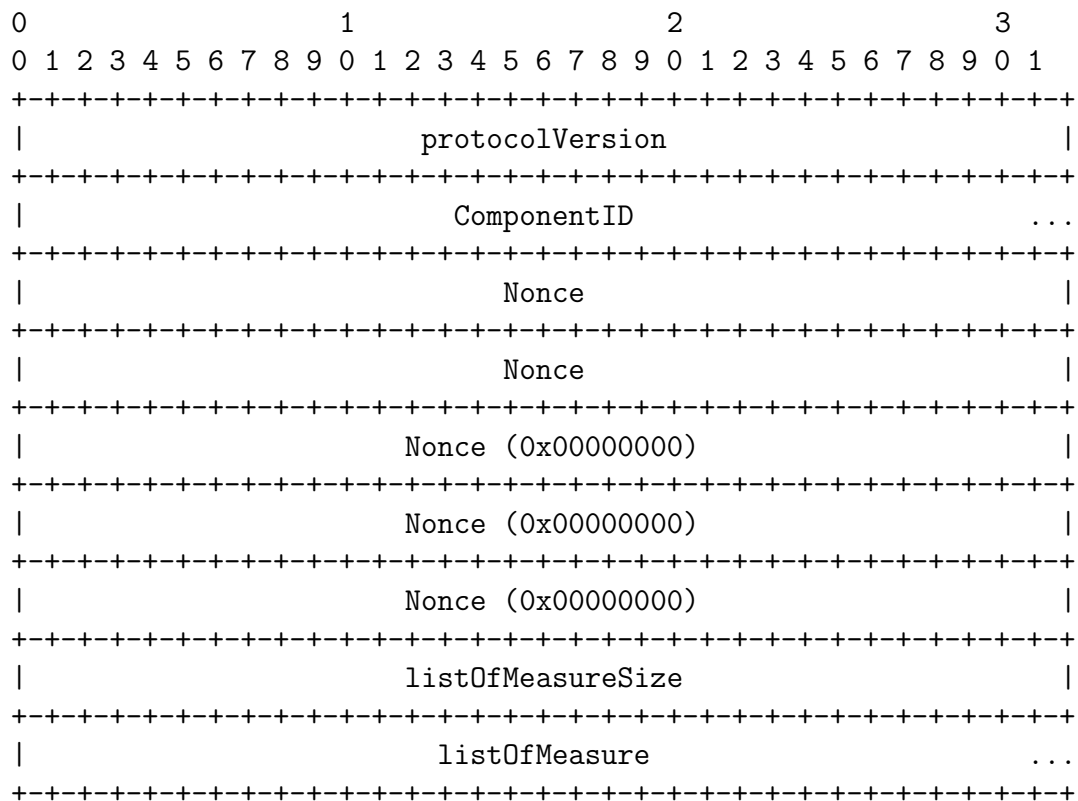 0                   1                   2                   3
0 1 2 3 4 5 6 7 8 9 0 1 2 3 4 5 6 7 8 9 0 1 2 3 4 5 6 7 8 9 0 1
+-+-+-+-+-+-+-+-+-+-+-+-+-+-+-+-+-+-+-+-+-+-+-+-+-+-+-+-+-+-+-+-+
|                        protocolVersion                        |
+-+-+-+-+-+-+-+-+-+-+-+-+-+-+-+-+-+-+-+-+-+-+-+-+-+-+-+-+-+-+-+-+
|                          ComponentID                        ...
+-+-+-+-+-+-+-+-+-+-+-+-+-+-+-+-+-+-+-+-+-+-+-+-+-+-+-+-+-+-+-+-+
|                             Nonce                             |
+-+-+-+-+-+-+-+-+-+-+-+-+-+-+-+-+-+-+-+-+-+-+-+-+-+-+-+-+-+-+-+-+
|                             Nonce                             |
+-+-+-+-+-+-+-+-+-+-+-+-+-+-+-+-+-+-+-+-+-+-+-+-+-+-+-+-+-+-+-+-+
|                       Nonce (0x00000000)                      |
+-+-+-+-+-+-+-+-+-+-+-+-+-+-+-+-+-+-+-+-+-+-+-+-+-+-+-+-+-+-+-+-+
|                       Nonce (0x00000000)                      |
+-+-+-+-+-+-+-+-+-+-+-+-+-+-+-+-+-+-+-+-+-+-+-+-+-+-+-+-+-+-+-+-+
|                       Nonce (0x00000000)                      |
+-+-+-+-+-+-+-+-+-+-+-+-+-+-+-+-+-+-+-+-+-+-+-+-+-+-+-+-+-+-+-+-+
|                       listOfMeasureSize                       |
+-+-+-+-+-+-+-+-+-+-+-+-+-+-+-+-+-+-+-+-+-+-+-+-+-+-+-+-+-+-+-+-+
|                         listOfMeasure                       ...
+-+-+-+-+-+-+-+-+-+-+-+-+-+-+-+-+-+-+-+-+-+-+-+-+-+-+-+-+-+-+-+-+